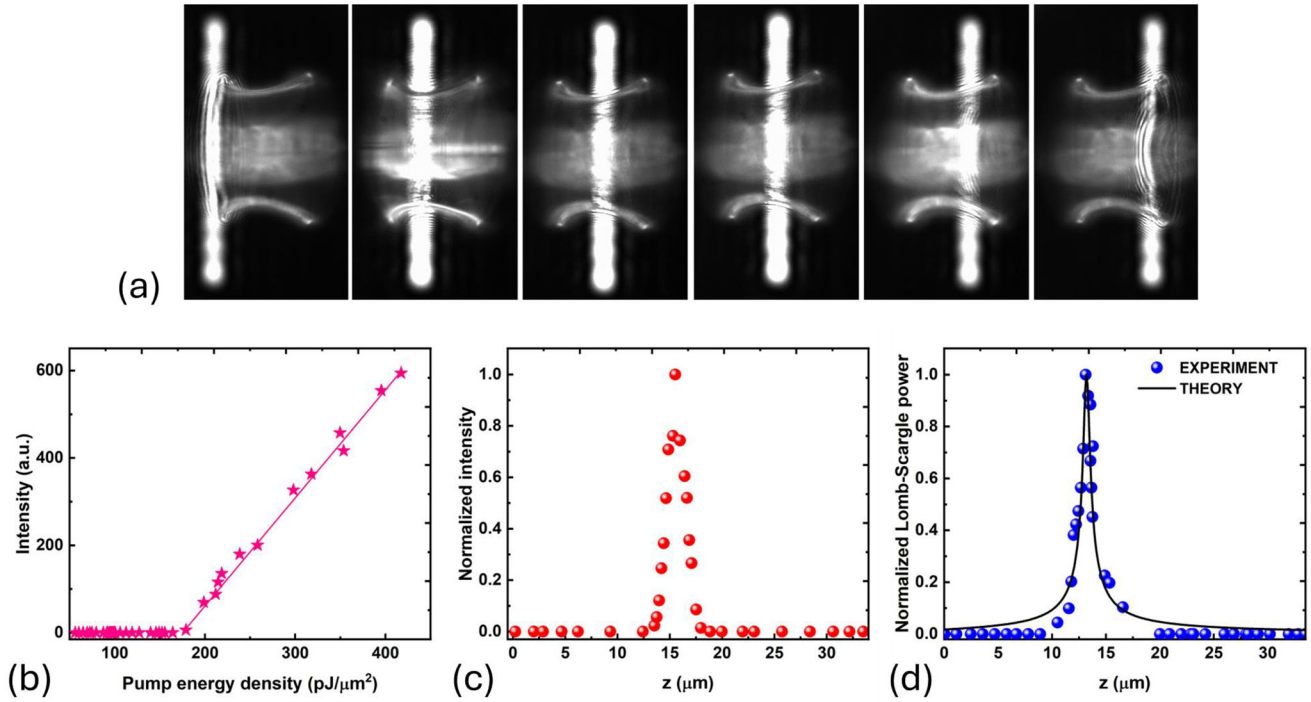 (a)
600
400
200
0
100
200
300
400
Intensity (a.u.)
Pump energy density (pJ/μm²)
(b)
1.0
0.8
0.6
0.4
0.2
0.0
0
5
10
15
20
25
30
Normalized intensity
z (μm)
(c)
EXPERIMENT
THEORY
1.0
0.8
0.6
0.4
0.2
0.0
0
5
10
15
20
25
30
Normalized Lomb-Scargle power
z (μm)
(d)